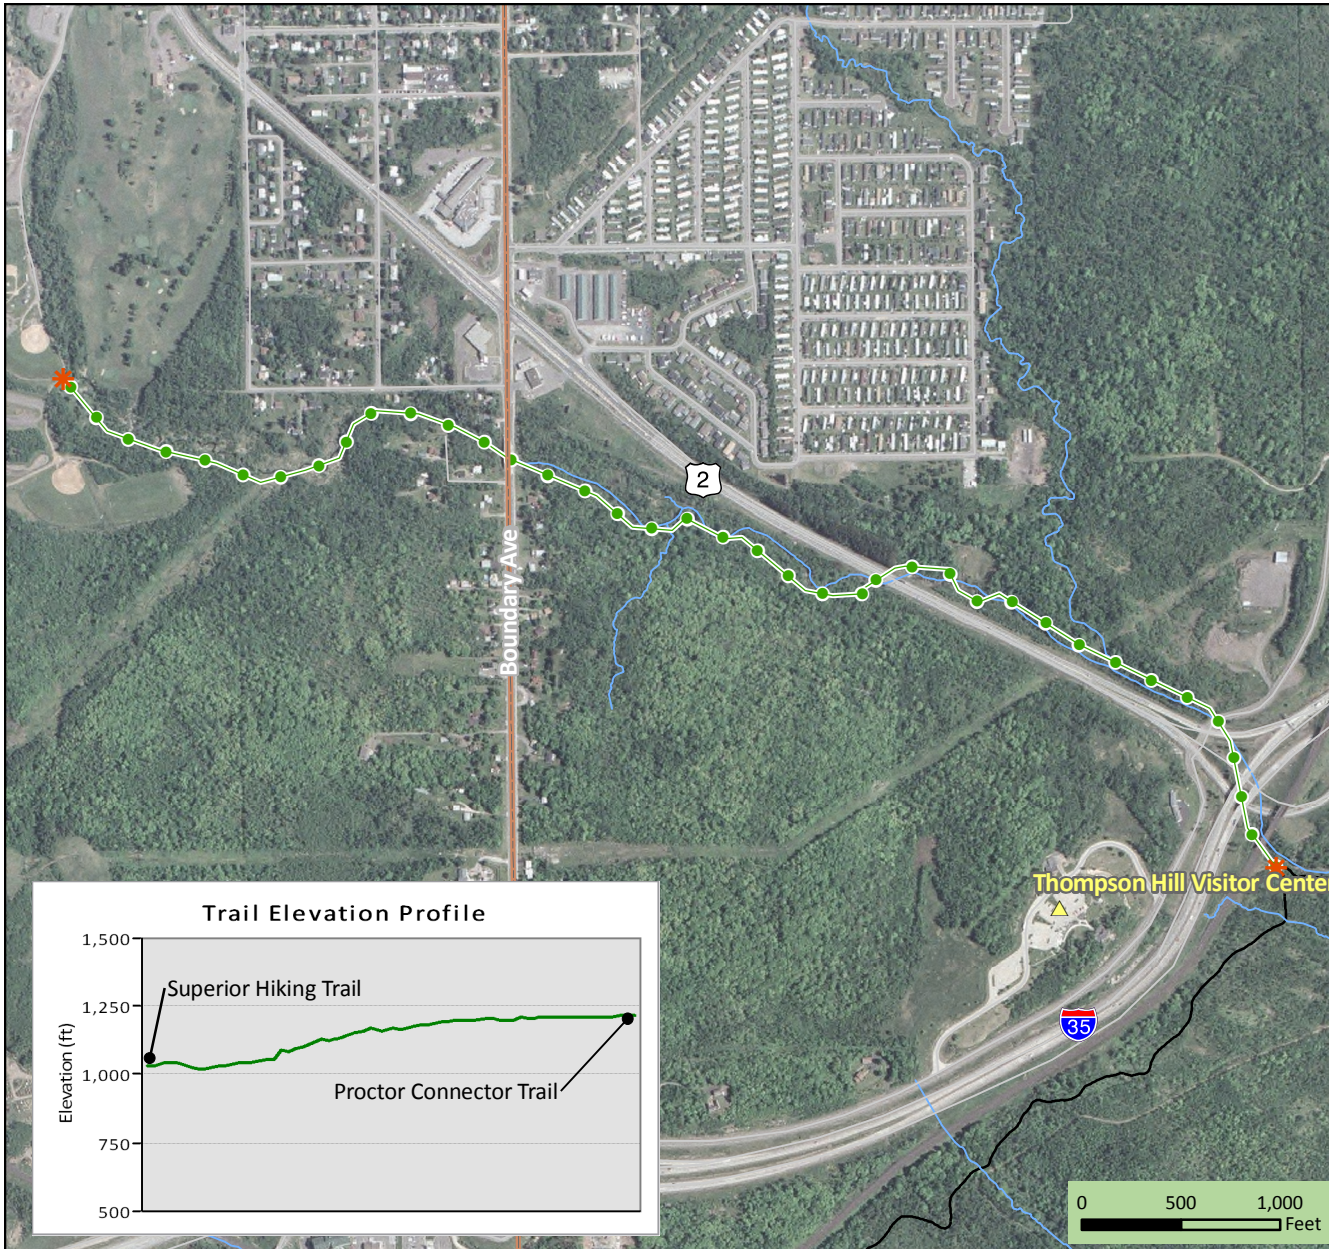 2
Boundary Ave
Thompson Hill Visitor Center
35
Trail Elevation Profile
Elevation (ft)
1,500
1,250
1,000
750
500
Superior Hiking Trail
Proctor Connector Trail
0 500 1,000
Feet